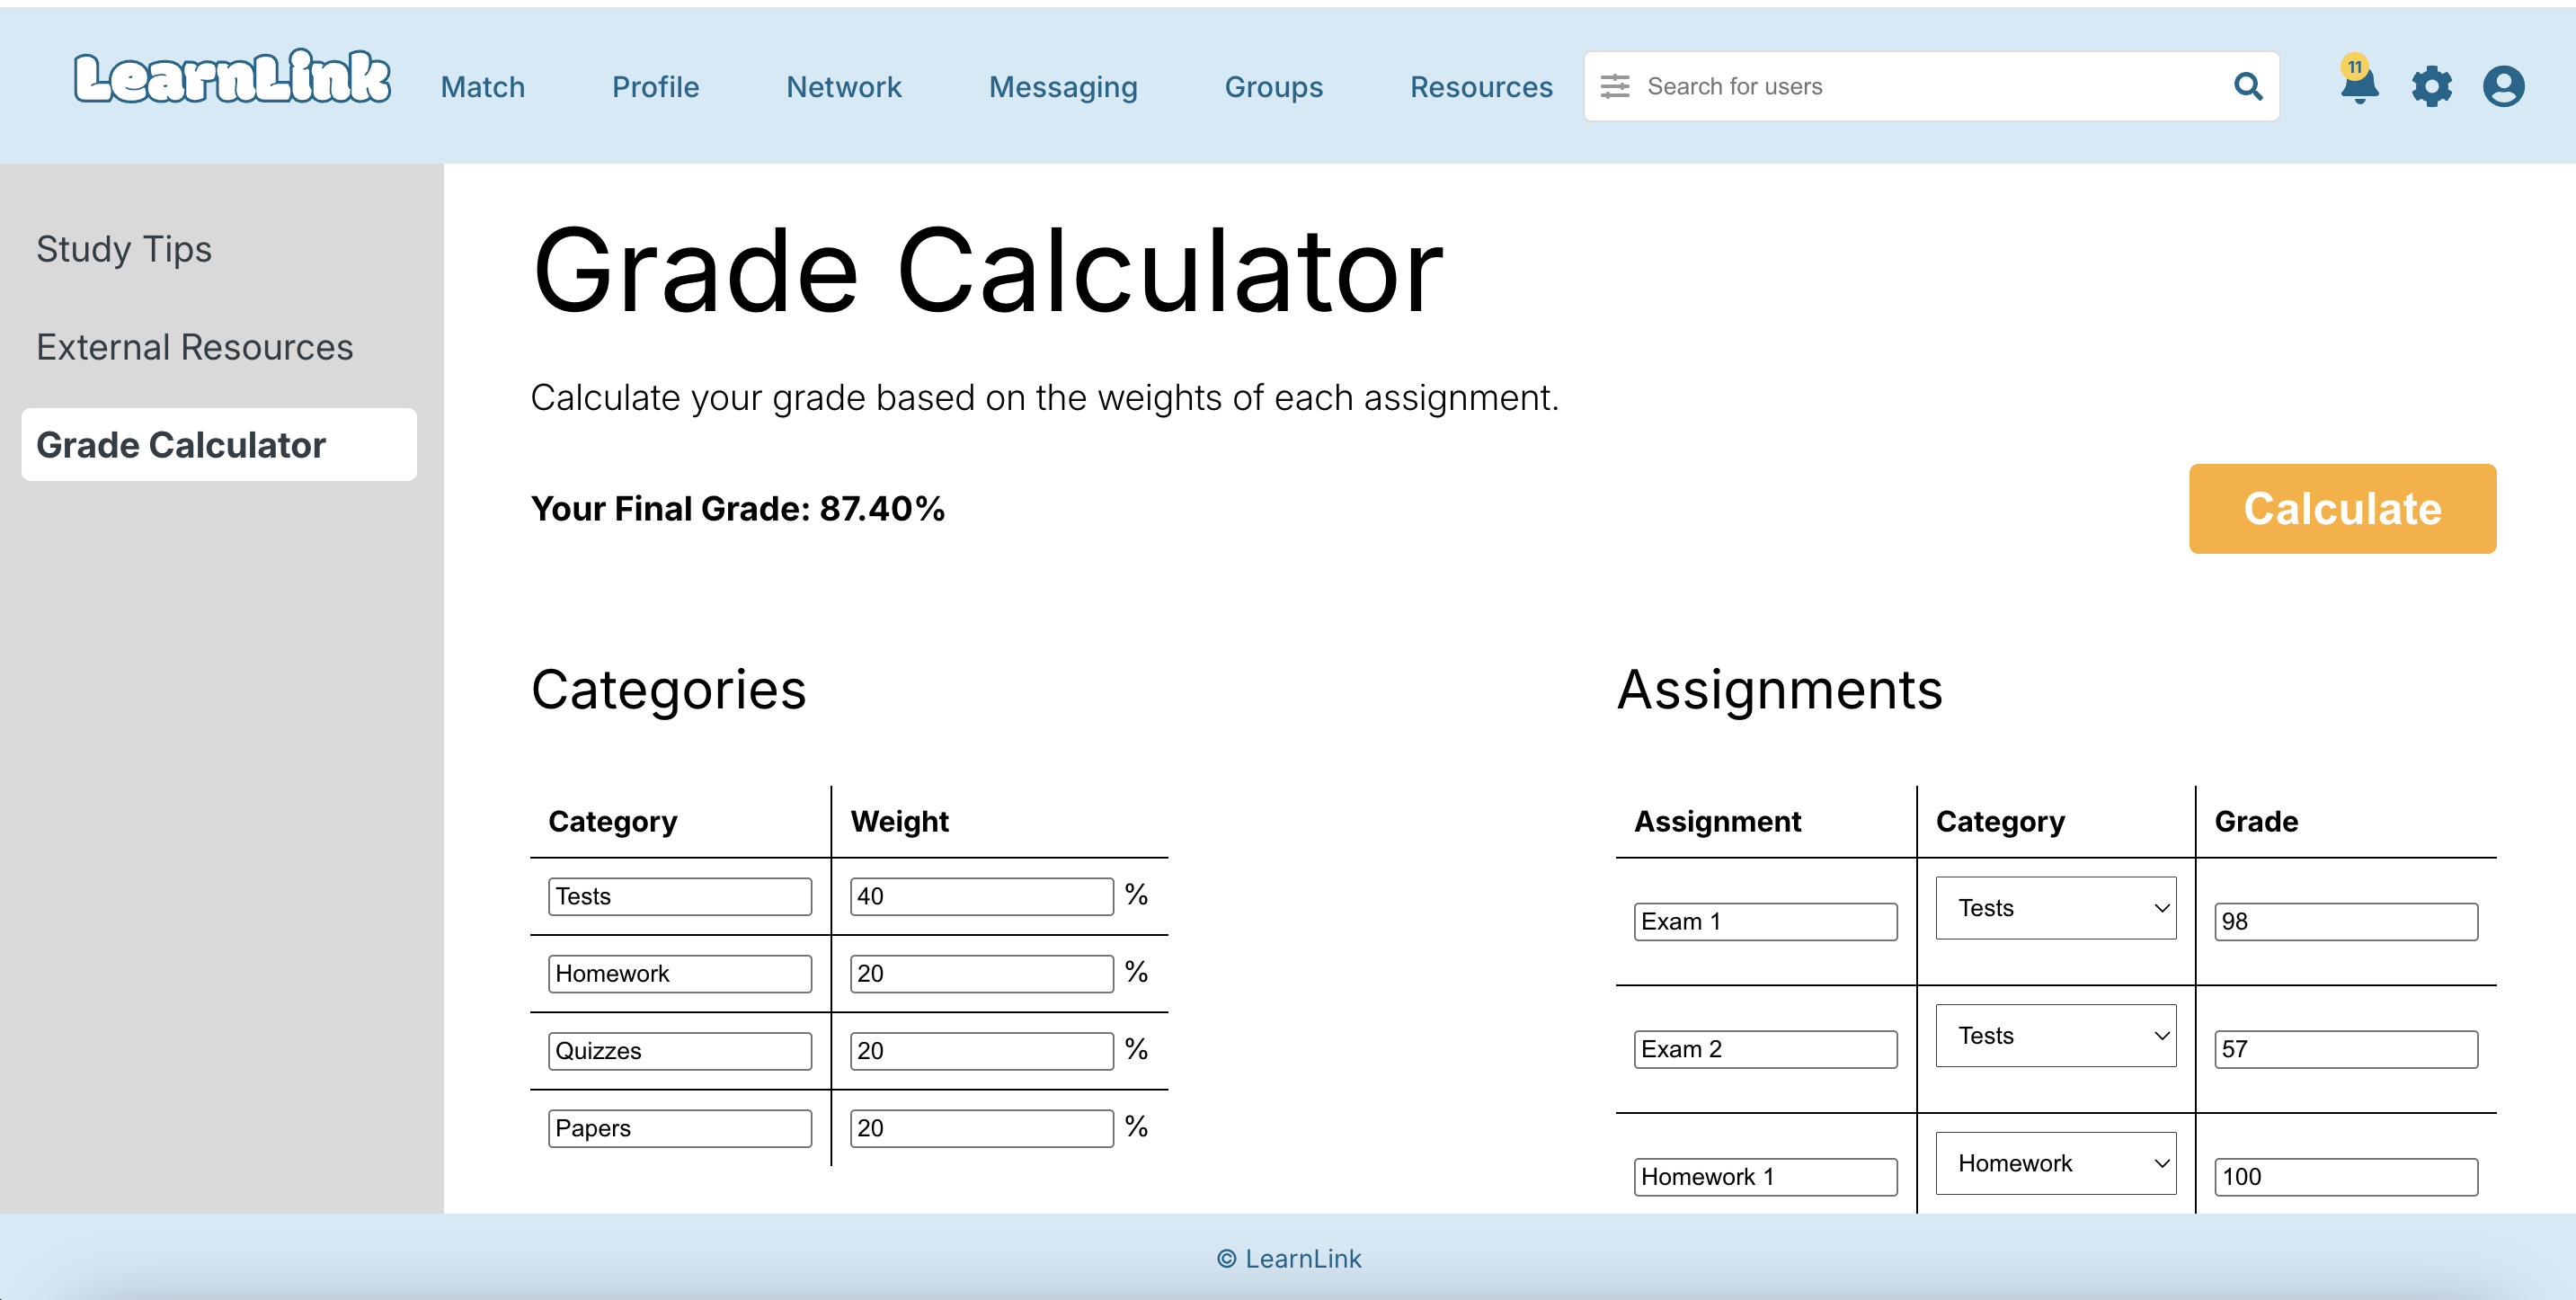 LearnLink Match Profile Network Messaging Groups Resources Search for users 11
Study Tips
External Resources
Grade Calculator
Grade Calculator
Calculate your grade based on the weights of each assignment.
Your Final Grade: 87.40%
Calculate
Categories
Category Weight
Tests 40 %
Homework 20 %
Quizzes 20 %
Papers 20 %
Assignments
Assignment Category Grade
Exam 1 Tests 98
Exam 2 Tests 57
Homework 1 Homework 100
© LearnLink